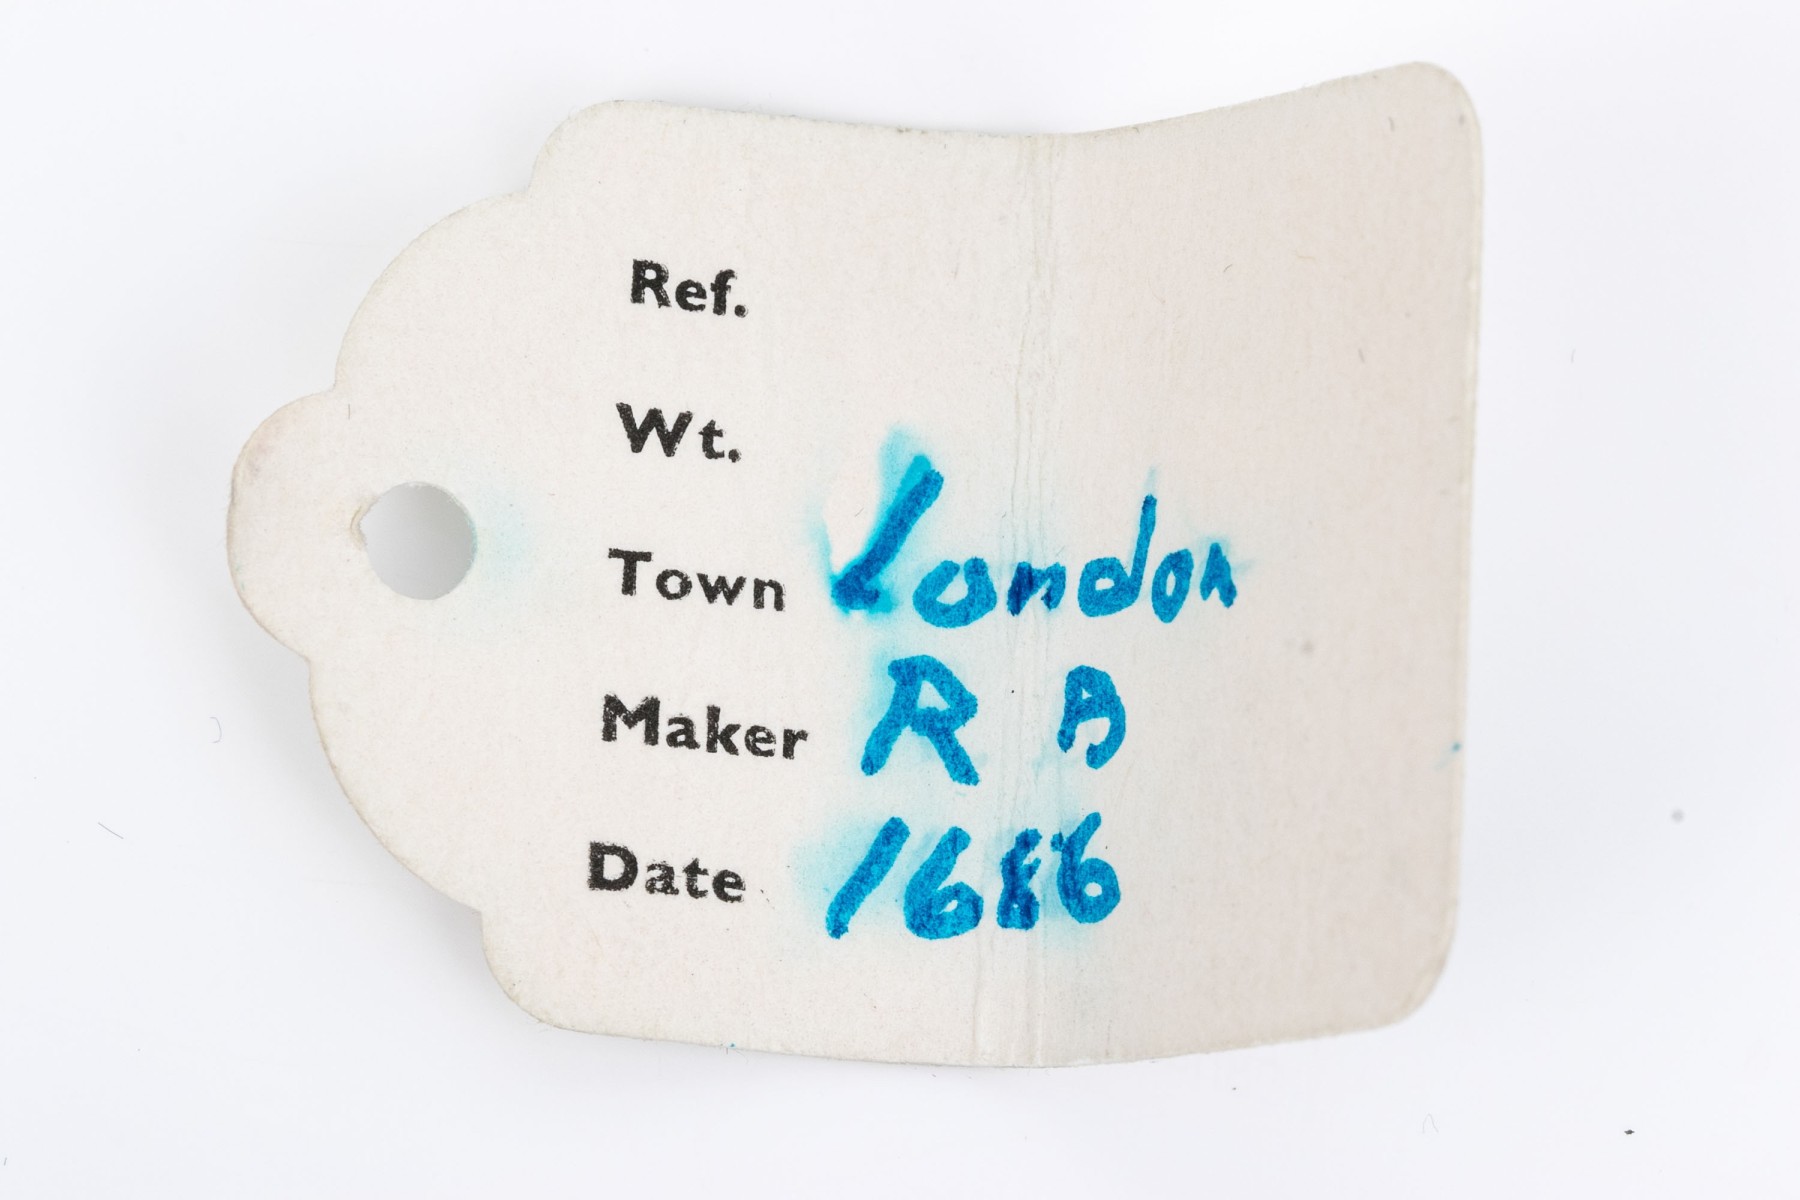 Ref.
Wt.
Town London
Maker R A
Date 1686